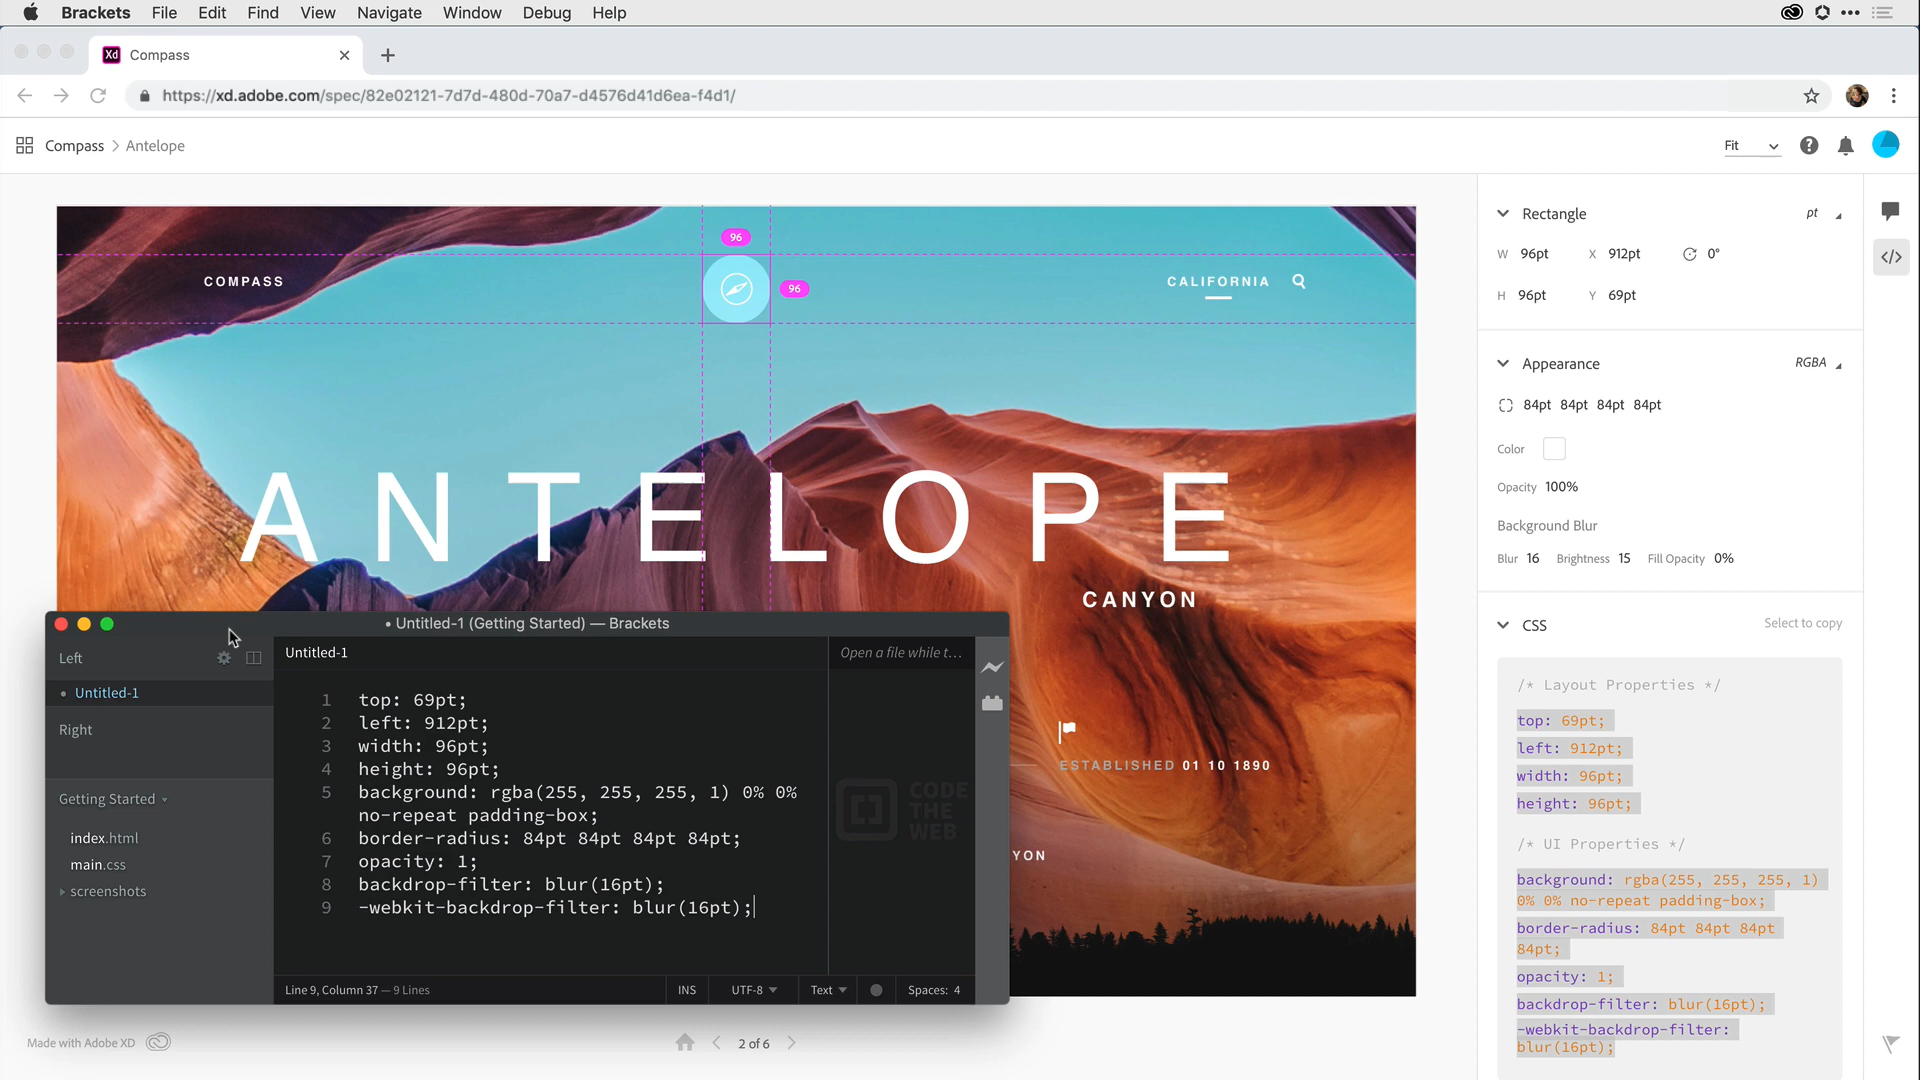 Brackets File Edit Find View Navigate Window Debug Help
Xd Compass
https://xd.adobe.com/spec/82e02121-7d7d-480d-70a7-d4576d41d6ea-f4d1/
Compass > Antelope
Fit
96
96
COMPASS
CALIFORNIA
ANTELOPE
CANYON
ESTABLISHED 01 10 1890
YON
Rectangle pt
W 96pt X 912pt 0°
H 96pt Y 69pt
Appearance RGBA
84pt 84pt 84pt 84pt
Color
Opacity 100%
Background Blur
Blur 16 Brightness 15 Fill Opacity 0%
CSS Select to copy
/* Layout Properties */
top: 69pt;
left: 912pt;
width: 96pt;
height: 96pt;
/* UI Properties */
background: rgba(255, 255, 255, 1)
0% 0% no-repeat padding-box;
border-radius: 84pt 84pt 84pt
84pt;
opacity: 1;
backdrop-filter: blur(16pt);
-webkit-backdrop-filter:
blur(16pt);
• Untitled-1 (Getting Started) — Brackets
Left
• Untitled-1
Right
Getting Started
index.html
main.css
screenshots
Untitled-1
Open a file while t...
1 top: 69pt;
2 left: 912pt;
3 width: 96pt;
4 height: 96pt;
5 background: rgba(255, 255, 255, 1) 0% 0%
no-repeat padding-box;
6 border-radius: 84pt 84pt 84pt 84pt;
7 opacity: 1;
8 backdrop-filter: blur(16pt);
9 -webkit-backdrop-filter: blur(16pt);
CODE
THE
WEB
Line 9, Column 37 — 9 Lines
INS UTF-8 Text Spaces: 4
Made with Adobe XD
2 of 6